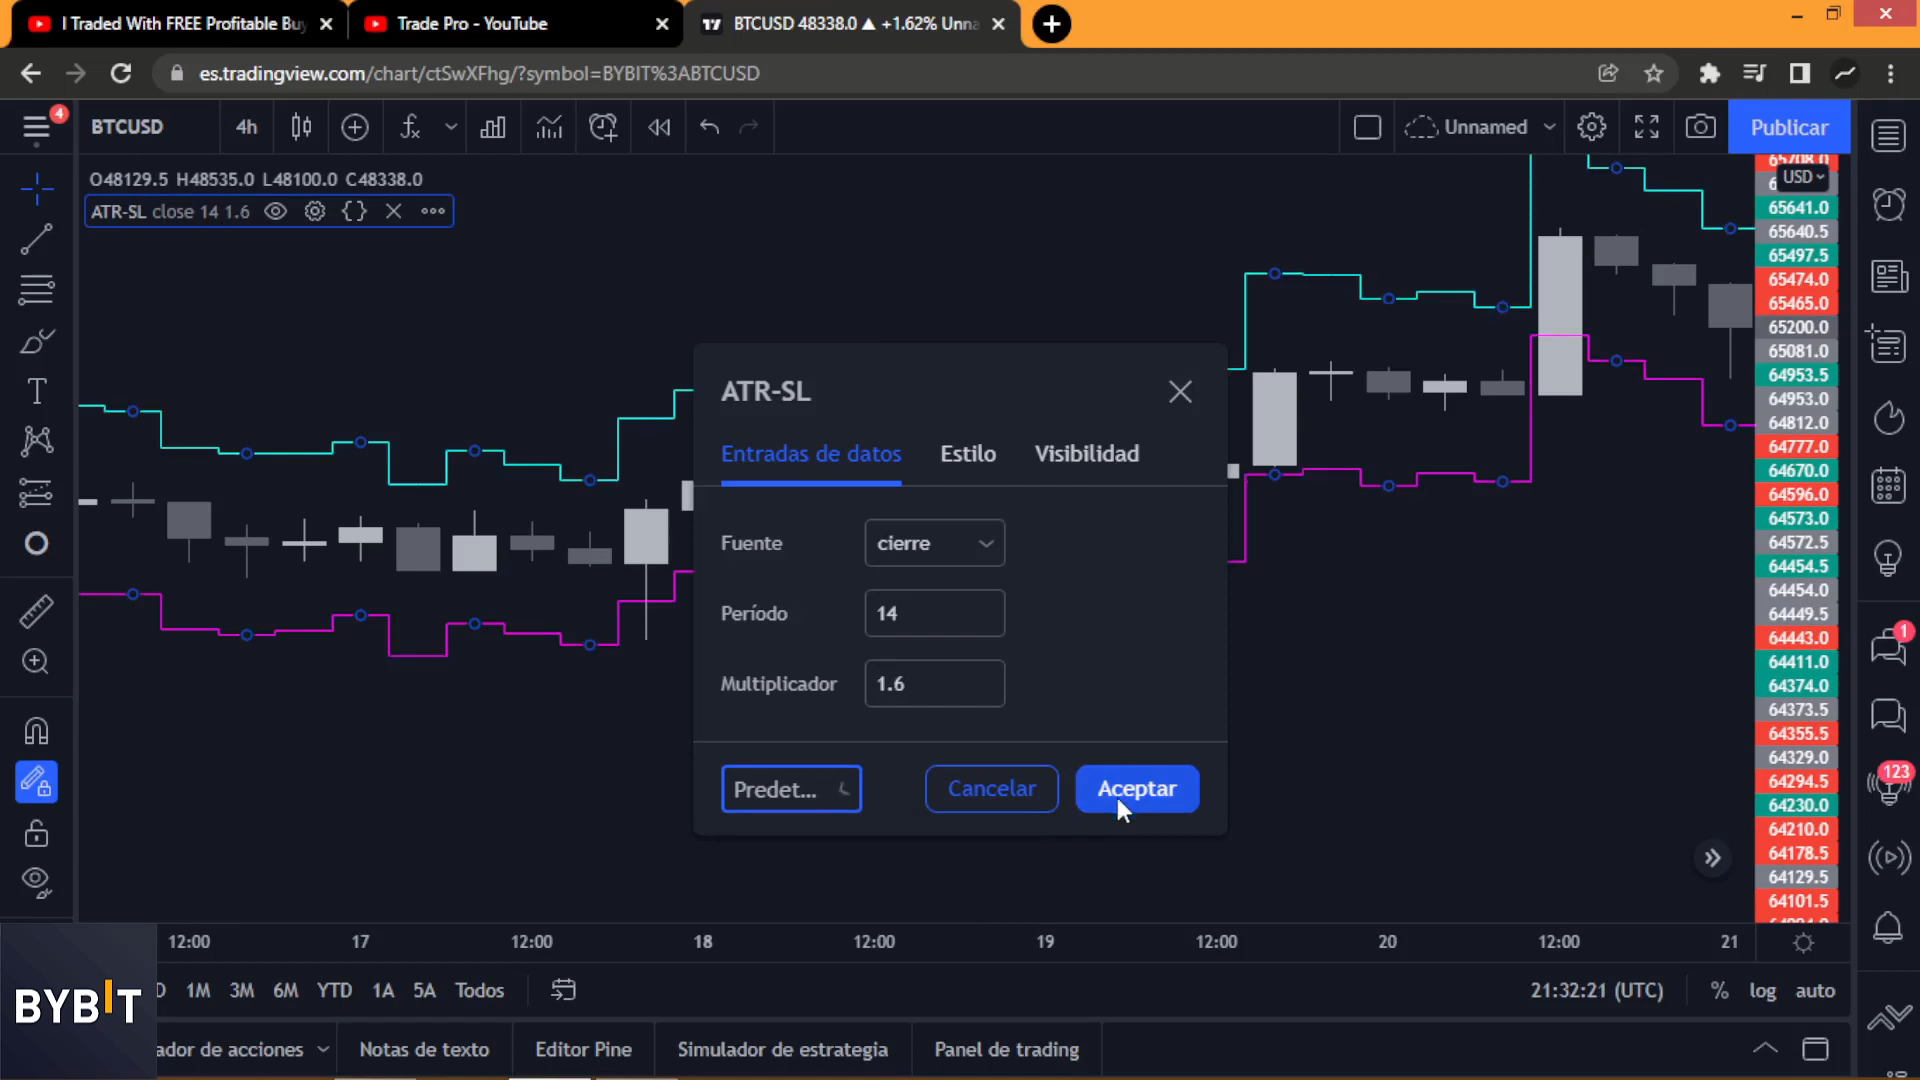 I Traded With FREE Profitable Buy
Trade Pro - YouTube
BTCUSD 48338.0 ▲ +1.62% Unna
es.tradingview.com/chart/ctSwXFhg/?symbol=BYBIT%3ABTCUSD
4
BTCUSD
4h
Unnamed
Publicar
O48129.5 H48535.0 L48100.0 C48338.0
ATR-SL close 14 1.6
65708.0
USD
65641.0
65640.5
65497.5
65474.0
65465.0
65200.0
65081.0
64953.5
64953.0
64812.0
64777.0
64670.0
64596.0
64573.0
64572.5
64454.5
64454.0
64449.5
64443.0
64411.0
64374.0
64373.5
64355.5
64329.0
64294.5
64230.0
64210.0
64178.5
64129.5
64101.5
ATR-SL
Entradas de datos
Estilo
Visibilidad
Fuente
cierre
Período
14
Multiplicador
1.6
Predet...
Cancelar
Aceptar
1
123
12:00
17
12:00
18
12:00
19
12:00
20
12:00
21
BYBIT
D
1M
3M
6M
YTD
1A
5A
Todos
21:32:21 (UTC)
%
log
auto
ador de acciones
Notas de texto
Editor Pine
Simulador de estrategia
Panel de trading